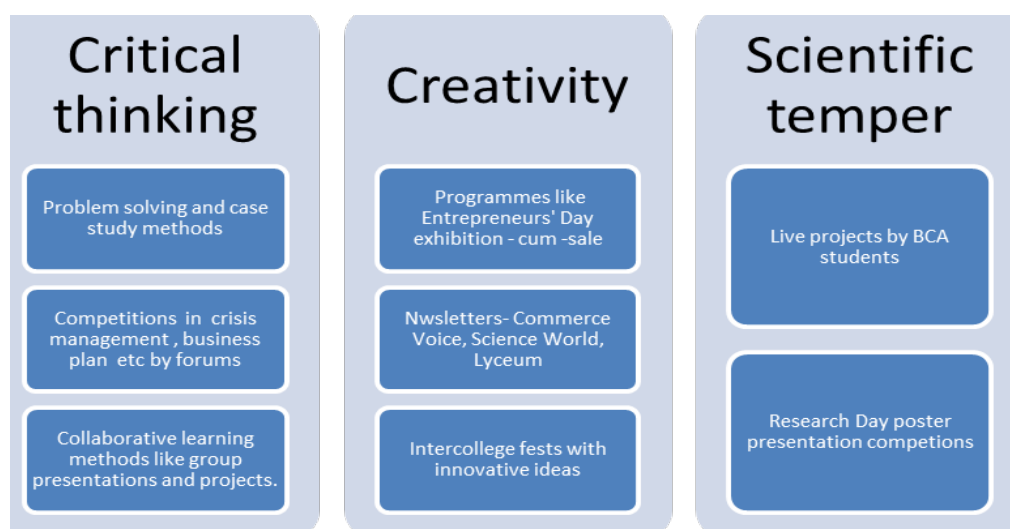 Critical
thinking
Problem solving and case
study methods
Competitions in crisis
management , business
plan etc by forums
Collaborative learning
methods like group
presentations and projects.
Creativity
Programmes like
Entrepreneurs' Day
exhibition - cum -sale
Nwsletters- Commerce
Voice, Science World,
Lyceum
Intercollege fests with
innovative ideas
Scientific
temper
Live projects by BCA
students
Research Day poster
presentation competions